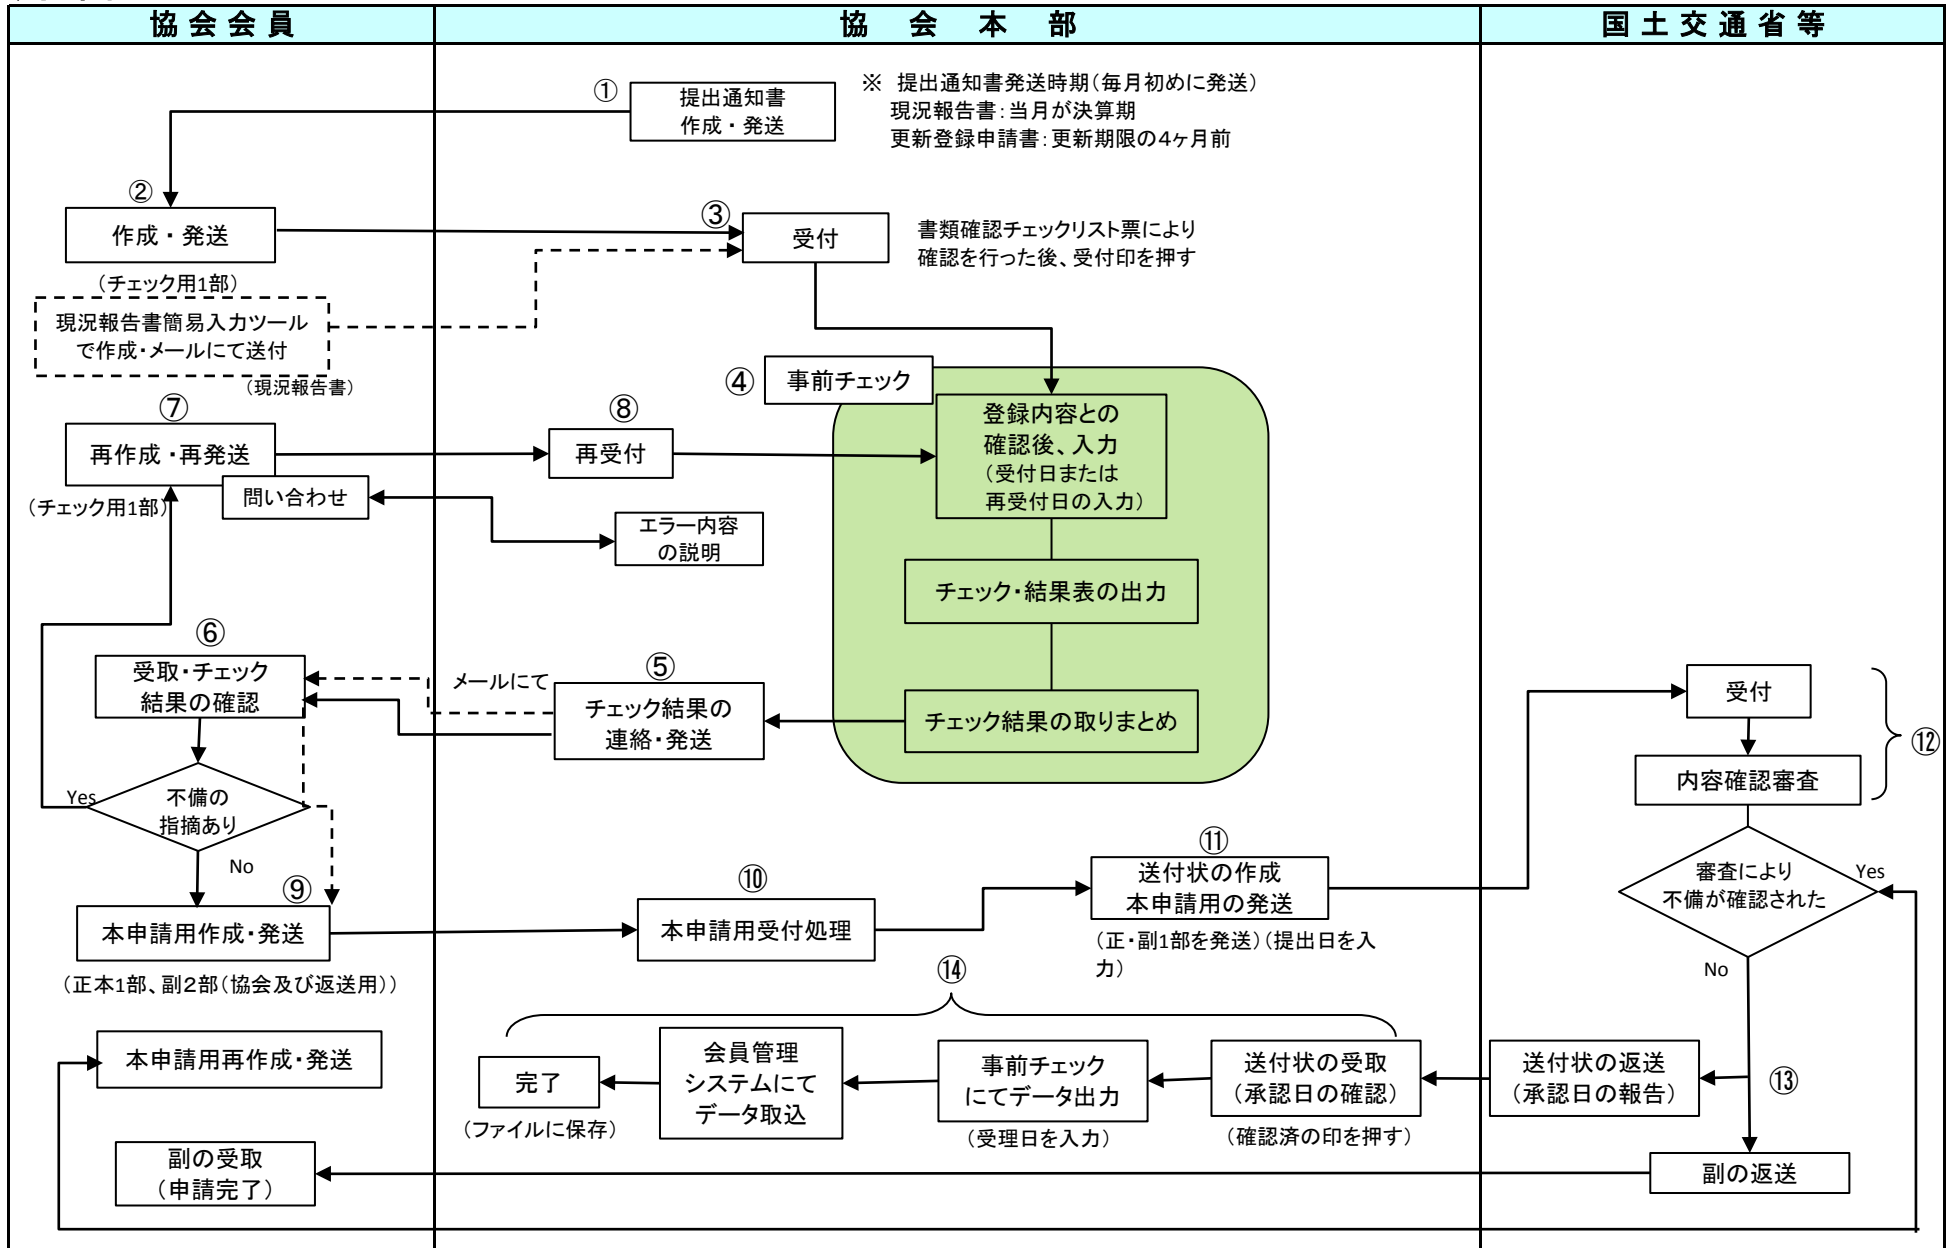 協会会員
協会本部
国土交通省等
①
提出通知書
作成・発送
※ 提出通知書発送時期（毎月初めに発送）
現況報告書：当月が決算期
更新登録申請書：更新期限の4ヶ月前
②
作成・発送
（チェック用1部）
③
受付
書類確認チェックリスト票により
確認を行った後、受付印を押す
現況報告書簡易入力ツール
で作成・メールにて送付
（現況報告書）
④
事前チェック
登録内容との
確認後、入力
（受付日または
再受付日の入力）
⑦
再作成・再発送
（チェック用1部）
問い合わせ
⑧
再受付
エラー内容
の説明
チェック・結果表の出力
チェック結果の取りまとめ
⑥
受取・チェック
結果の確認
メールにて
⑤
チェック結果の
連絡・発送
Yes
不備の
指摘あり
No
⑨
本申請用作成・発送
（正本1部、副２部（協会及び返送用））
⑩
本申請用受付処理
⑪
送付状の作成
本申請用の発送
（正・副1部を発送）（提出日を入
力）
受付
⑫
内容確認審査
審査により
不備が確認された
Yes
No
⑭
本申請用再作成・発送
完了
（ファイルに保存）
会員管理
システムにて
データ取込
事前チェック
にてデータ出力
（受理日を入力）
送付状の受取
（承認日の確認）
（確認済の印を押す）
送付状の返送
（承認日の報告）
⑬
副の受取
（申請完了）
副の返送